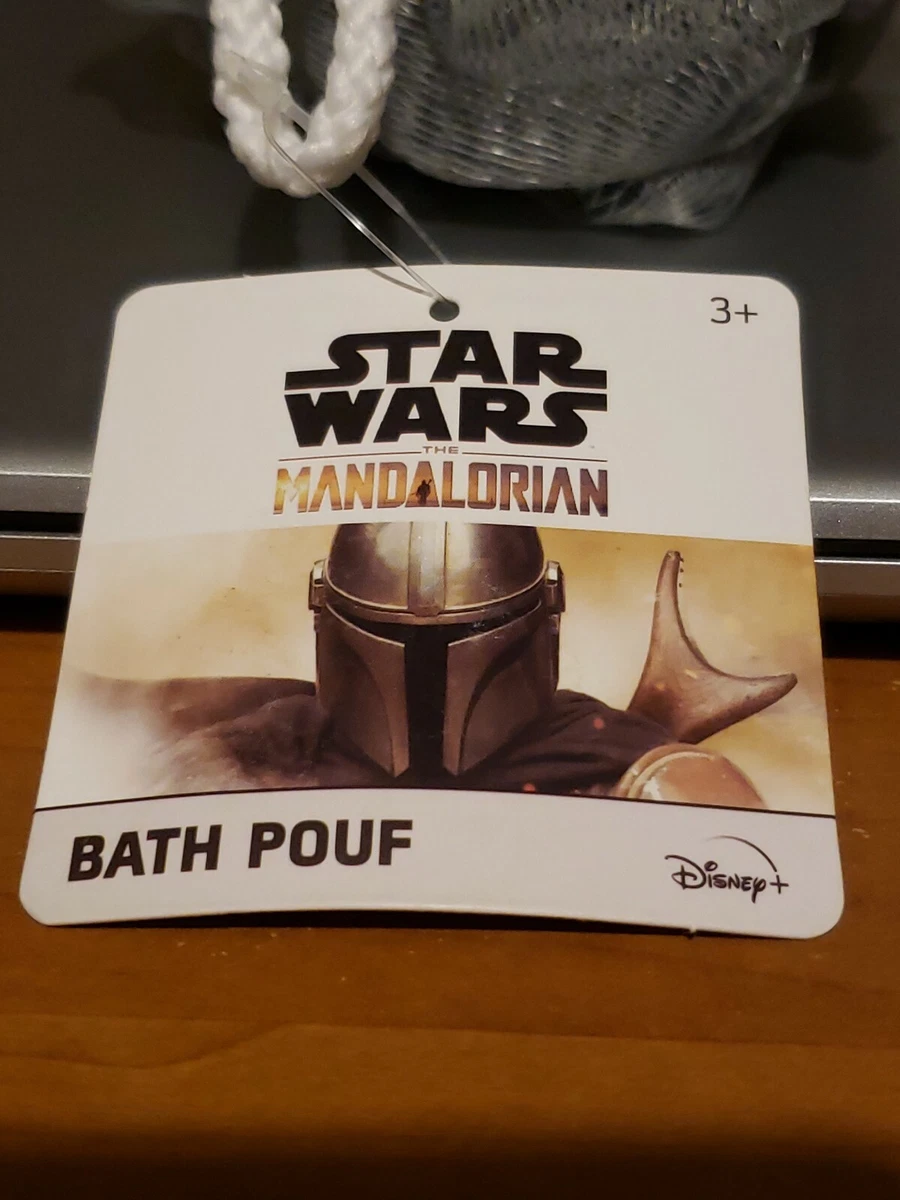 3+
STAR
WARS
THE
MANDALORIAN
BATH POUF
Disney+